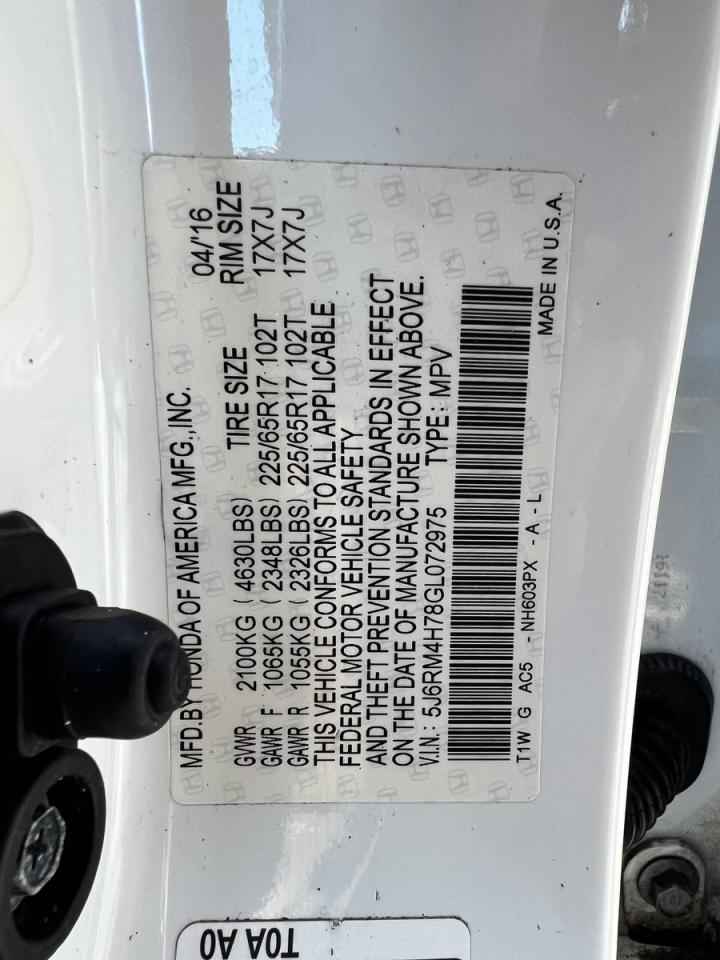 MFD.BY HONDA OF AMERICA MFG., INC. 04/'16
TIRE SIZE RIM SIZE
GVWR 2100KG ( 4630LBS)
GAWR F 1065KG ( 2348LBS) 225/65R17 102T 17X7J
GAWR R 1055KG ( 2326LBS) 225/65R17 102T 17X7J
THIS VEHICLE CONFORMS TO ALL APPLICABLE
FEDERAL MOTOR VEHICLE SAFETY
AND THEFT PREVENTION STANDARDS IN EFFECT
ON THE DATE OF MANUFACTURE SHOWN ABOVE.
V.I.N.: 5J6RM4H78GL072975 TYPE: MPV
T1W G AC5 - NH603PX - A - L MADE IN U.S.A.
T0A A0